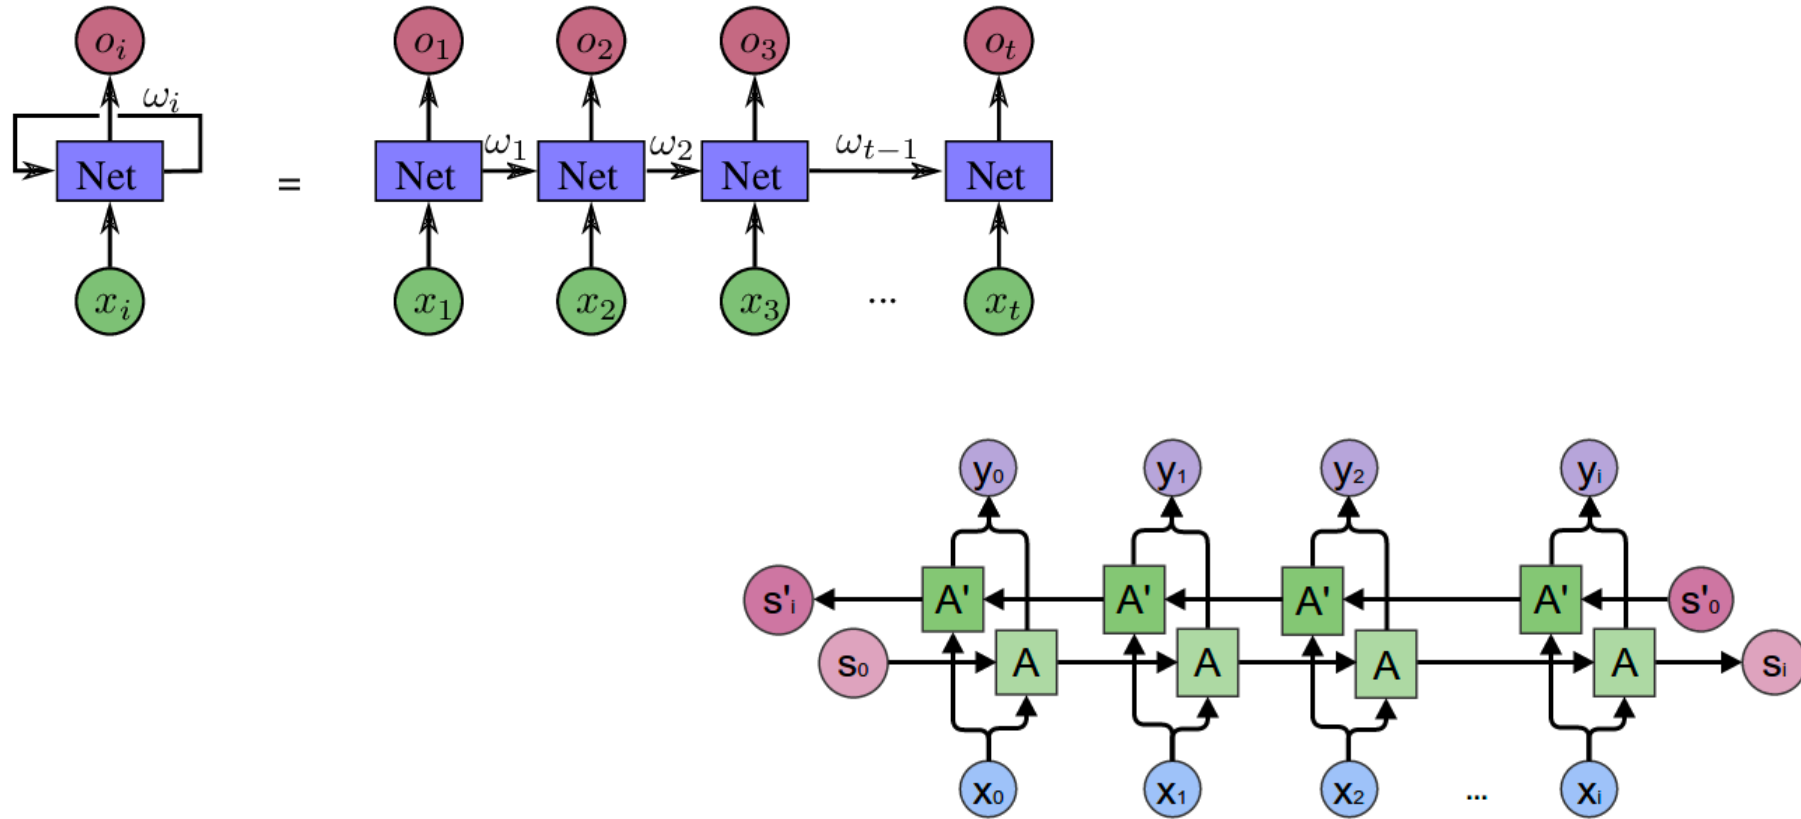 oᵢ o₁ o₂ o₃ oₜ
ωᵢ
Net = Net ω₁ Net ω₂ Net ωₜ₋₁ Net
xᵢ x₁ x₂ x₃ ... xₜ
y₀ y₁ y₂ yᵢ
s'ᵢ A' A' A' A' s'₀
s₀ A A A A sᵢ
x₀ x₁ x₂ ... xᵢ